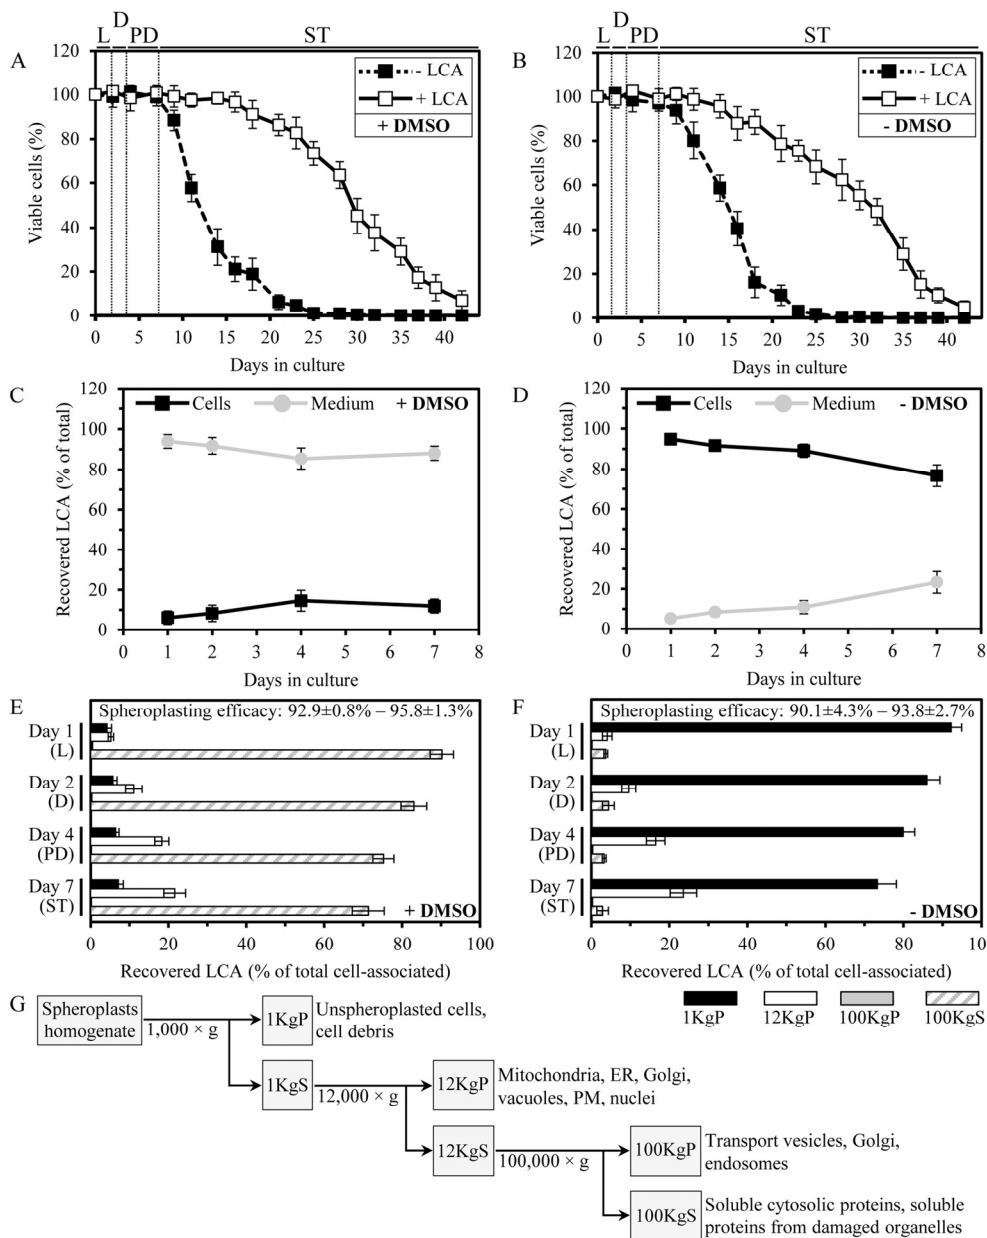 A
L D PD ST
120
100
80
60
40
20
0
Viable cells (%)
- LCA
+ LCA
+ DMSO
0 5 10 15 20 25 30 35 40
Days in culture
B
L D PD ST
120
100
80
60
40
20
0
Viable cells (%)
- LCA
+ LCA
- DMSO
0 5 10 15 20 25 30 35 40
Days in culture
C
120
100
80
60
40
20
0
Recovered LCA (% of total)
Cells Medium + DMSO
0 1 2 3 4 5 6 7 8
Days in culture
D
120
100
80
60
40
20
0
Recovered LCA (% of total)
Cells Medium - DMSO
0 1 2 3 4 5 6 7 8
Days in culture
E
Spheroplasting efficacy: 92.9±0.8% – 95.8±1.3%
Day 1
(L)
Day 2
(D)
Day 4
(PD)
Day 7
(ST)
+ DMSO
0 20 40 60 80 100
Recovered LCA (% of total cell-associated)
F
Spheroplasting efficacy: 90.1±4.3% – 93.8±2.7%
Day 1
(L)
Day 2
(D)
Day 4
(PD)
Day 7
(ST)
- DMSO
0 20 40 60 80 10
Recovered LCA (% of total cell-associated)
1KgP 12KgP 100KgP 100KgS
G
Spheroplasts
homogenate
1,000 × g
1KgP
Unspheroplasted cells,
cell debris
1KgS
12,000 × g
12KgP
Mitochondria, ER, Golgi,
vacuoles, PM, nuclei
12KgS
100,000 × g
100KgP
Transport vesicles, Golgi,
endosomes
100KgS
Soluble cytosolic proteins, soluble
proteins from damaged organelles